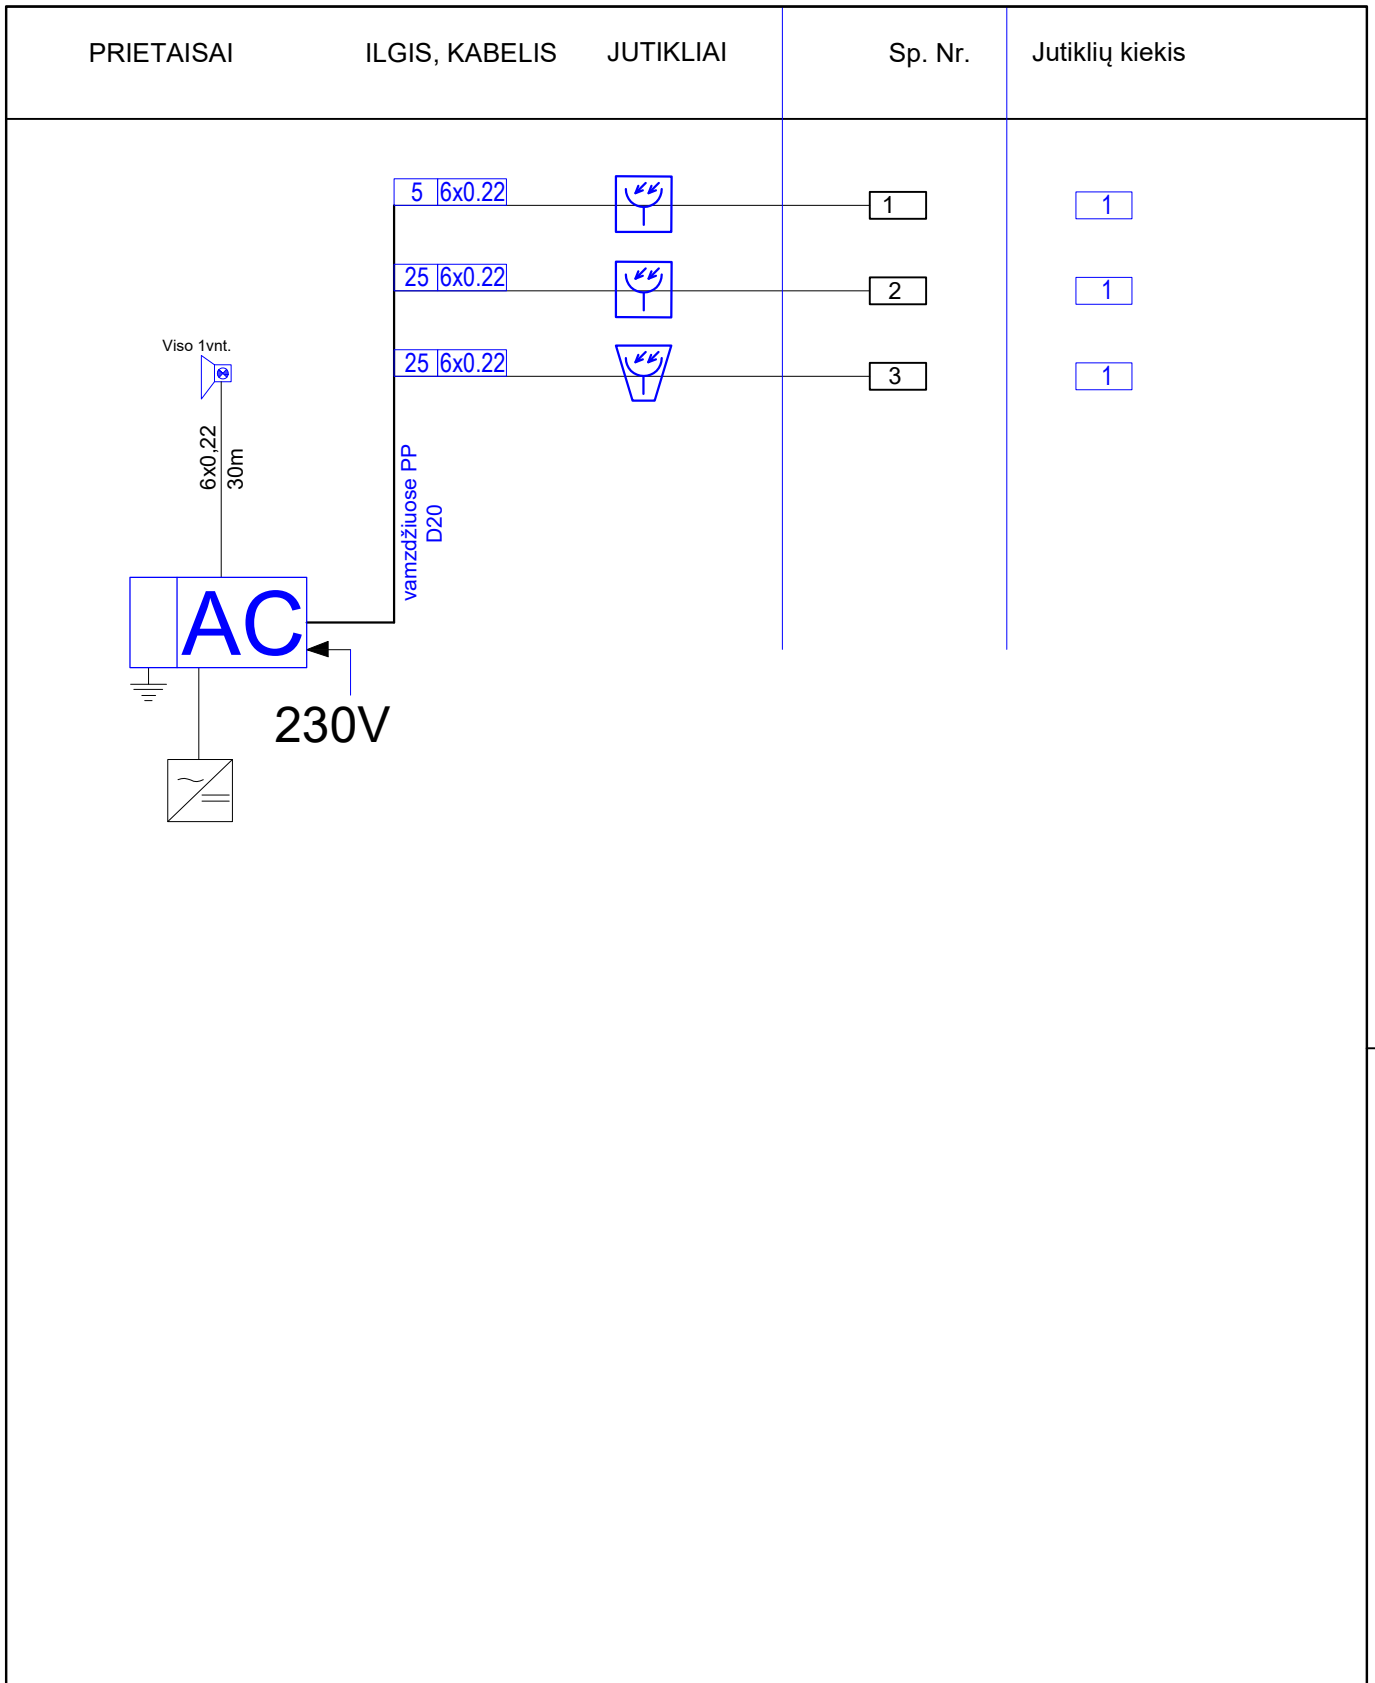 PRIETAISAI ILGIS, KABELIS JUTIKLIAI Sp. Nr. Jutiklių kiekis
5 6x0.22 1 1
25 6x0.22 2 1
Viso 1vnt.
25 6x0.22 3 1
6x0,22
30m
vamzdžiuose PP
D20
AC
230V